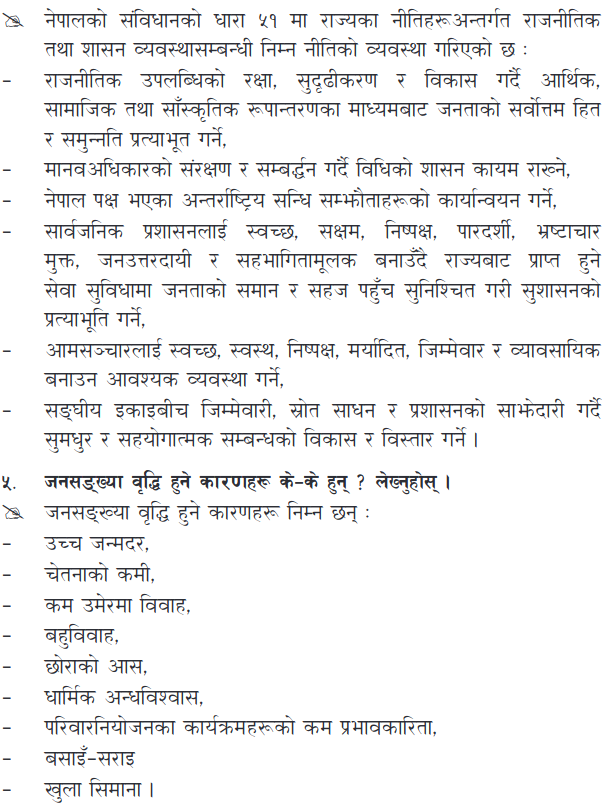 नेपालको संविधानको धारा ५१ मा राज्यका नीतिहरूअन्तर्गत राजनीतिक
तथा शासन व्यवस्थासम्बन्धी निम्न नीतिको व्यवस्था गरिएको छ :
- राजनीतिक उपलब्धिको रक्षा, सुदृढीकरण र विकास गर्दै आर्थिक,
सामाजिक तथा साँस्कृतिक रूपान्तरणका माध्यमबाट जनताको सर्वोत्तम हित
र समुन्नति प्रत्याभूत गर्ने,
- मानवअधिकारको संरक्षण र सम्बर्द्धन गर्दै विधिको शासन कायम राख्ने,
- नेपाल पक्ष भएका अन्तर्राष्ट्रिय सन्धि सम्झौताहरूको कार्यान्वयन गर्ने,
- सार्वजनिक प्रशासनलाई स्वच्छ, सक्षम, निष्पक्ष, पारदर्शी, भ्रष्टाचार
मुक्त, जनउत्तरदायी र सहभागितामूलक बनाउँदै राज्यबाट प्राप्त हुने
सेवा सुविधामा जनताको समान र सहज पहुँच सुनिश्चित गरी सुशासनको
प्रत्याभूति गर्ने,
- आमसञ्चारलाई स्वच्छ, स्वस्थ, निष्पक्ष, मर्यादित, जिम्मेवार र व्यावसायिक
बनाउन आवश्यक व्यवस्था गर्ने,
- सङ्घीय इकाइबीच जिम्मेवारी, स्रोत साधन र प्रशासनको साझेदारी गर्दै
सुमधुर र सहयोगात्मक सम्बन्धको विकास र विस्तार गर्ने ।
५. जनसङ्ख्या वृद्धि हुने कारणहरू के-के हुन् ? लेख्नुहोस् ।
जनसङ्ख्या वृद्धि हुने कारणहरू निम्न छन् :
- उच्च जन्मदर,
- चेतनाको कमी,
- कम उमेरमा विवाह,
- बहुविवाह,
- छोराको आस,
- धार्मिक अन्धविश्वास,
- परिवारनियोजनका कार्यक्रमहरूको कम प्रभावकारिता,
- बसाइँ-सराइ
- खुला सिमाना ।